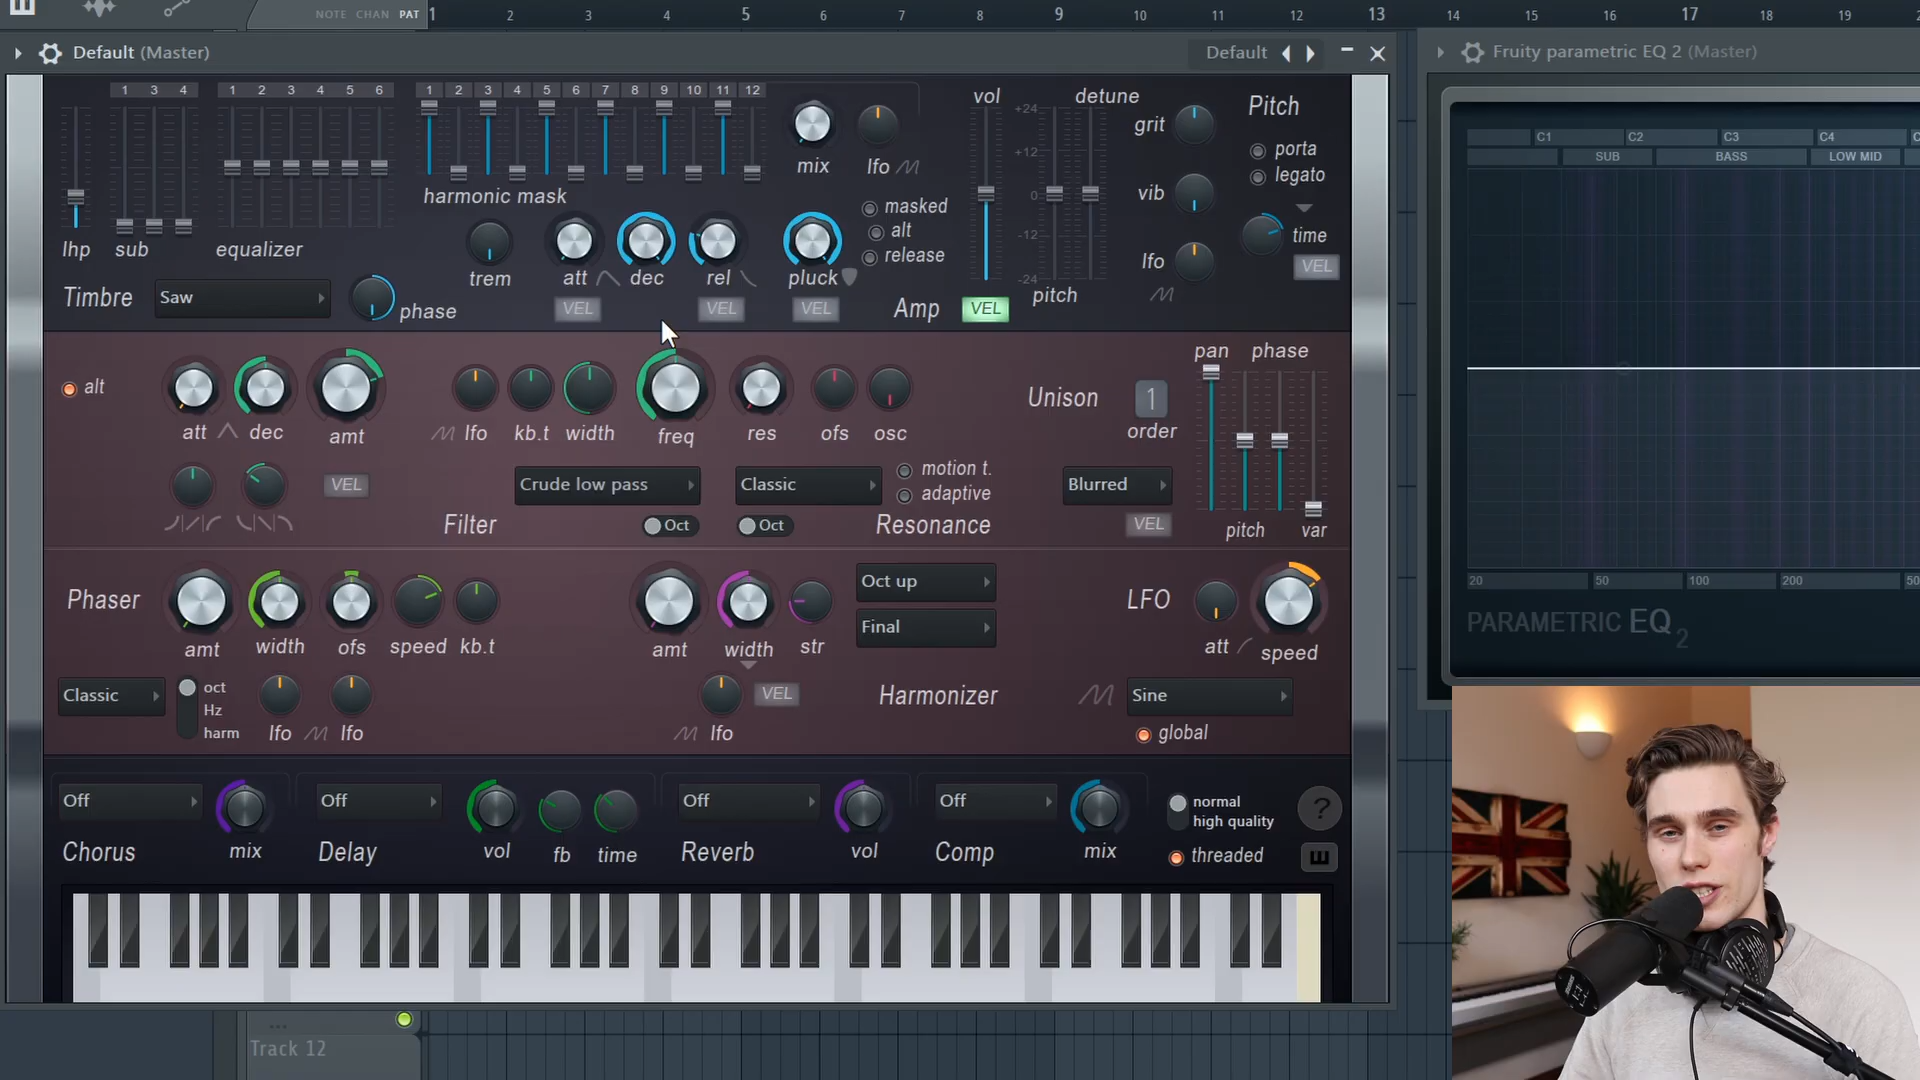 NOTE CHAN PAT
1 2 3 4 5 6 7 8 9 10 11 12 13 14 15 16 17 18 19
Default (Master)
Default
Fruity parametric EQ 2 (Master)
1 3 4
1 2 3 4 5 6
1 2 3 4 5 6 7 8 9 10 11 12
lhp
sub
equalizer
harmonic mask
mix
lfo
masked
alt
release
trem
att
dec
rel
pluck
VEL
VEL
VEL
Timbre
Saw
phase
Amp
vol
VEL
+24
+12
0
-12
-24
detune
pitch
grit
vib
lfo
Pitch
porta
legato
time
VEL
alt
att
dec
amt
VEL
lfo
kb.t
width
freq
res
ofs
osc
Filter
Crude low pass
Oct
Classic
Oct
motion t.
adaptive
Resonance
Unison
1
order
Blurred
VEL
pan
phase
pitch
var
Phaser
amt
width
ofs
speed
kb.t
Classic
oct
Hz
harm
lfo
lfo
amt
width
str
Oct up
Final
lfo
VEL
Harmonizer
LFO
att
speed
Sine
global
Off
Chorus
mix
Off
Delay
vol
fb
time
Off
Reverb
vol
Off
Comp
mix
normal
high quality
threaded
?
Track 12
C1 C2 C3 C4
SUB BASS LOW MID
20 50 100 200
PARAMETRIC EQ 2